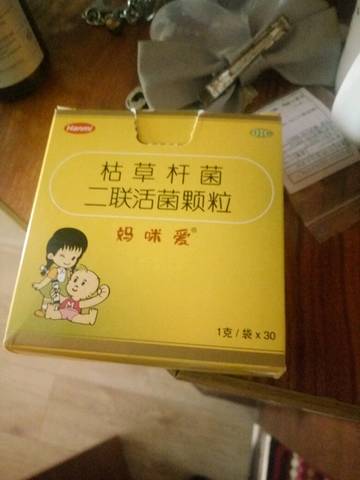 Hanmi
OTC
枯草杆菌
二联活菌颗粒
妈咪爱®
1克/袋x30